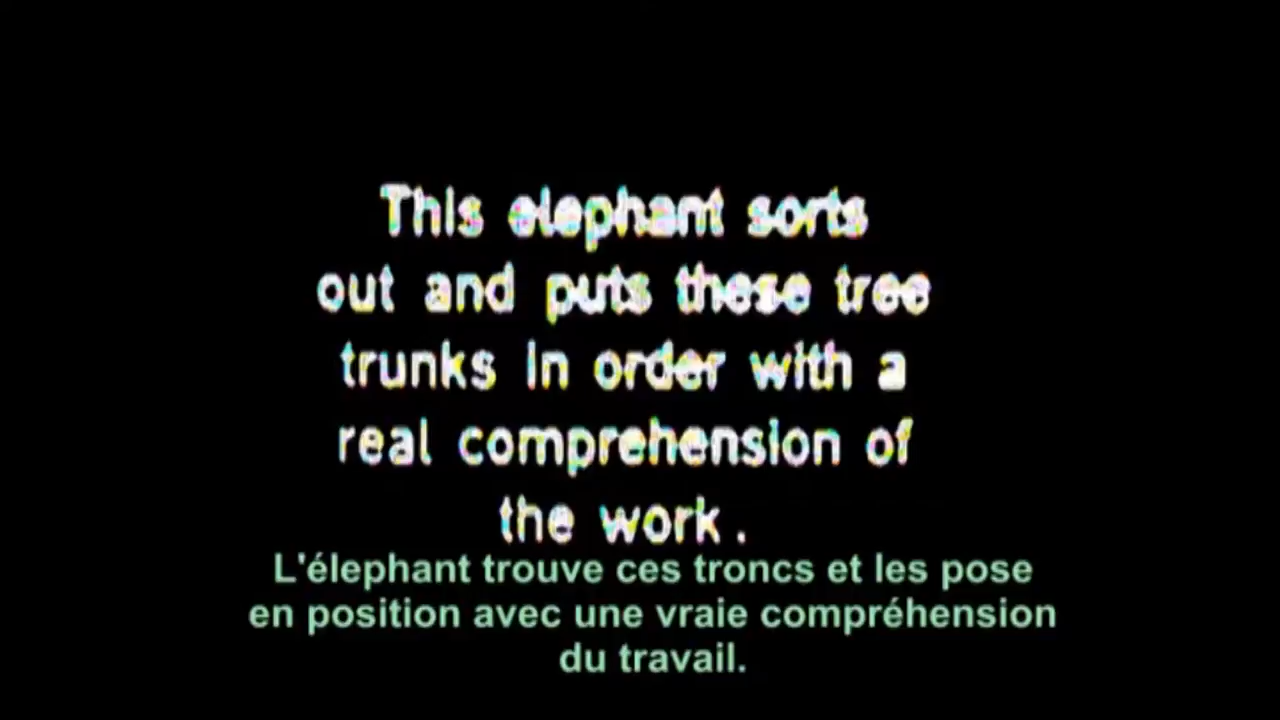 This elephant sorts
out and puts these tree
trunks in order with a
real comprehension of
the work.
L'élephant trouve ces troncs et les pose
en position avec une vraie compréhension
du travail.